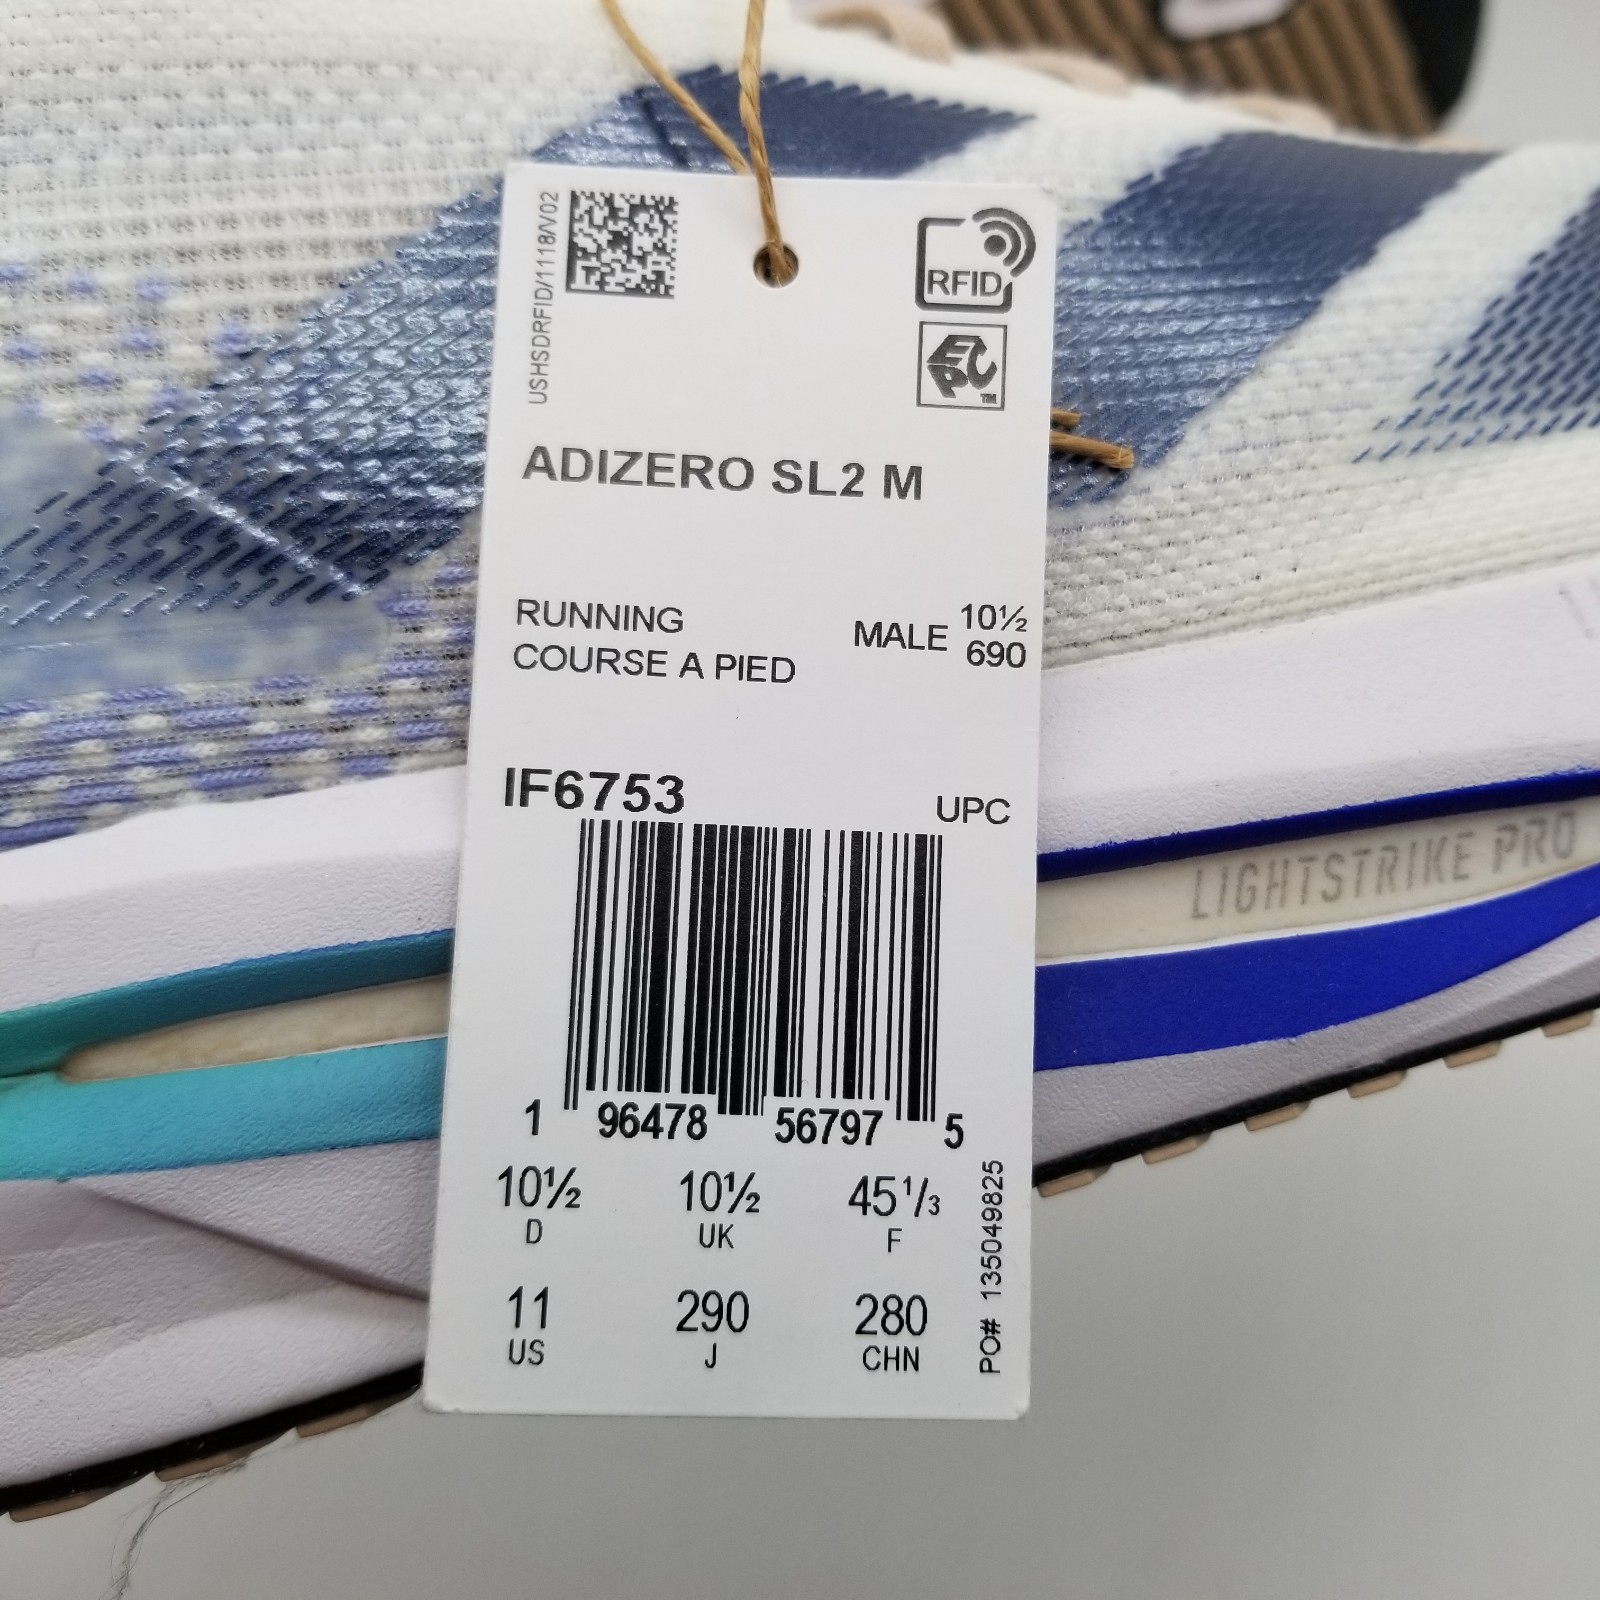 USHSDRFID/1118/V02
RFID
EPC™
ADIZERO SL2 M
RUNNING
COURSE A PIED
MALE 10½
690
IF6753
UPC
1 96478 56797 5
10½ 10½ 45 1/3
D UK F
11 290 280
US J CHN
PO# 135049825
LIGHTSTRIKE PRO